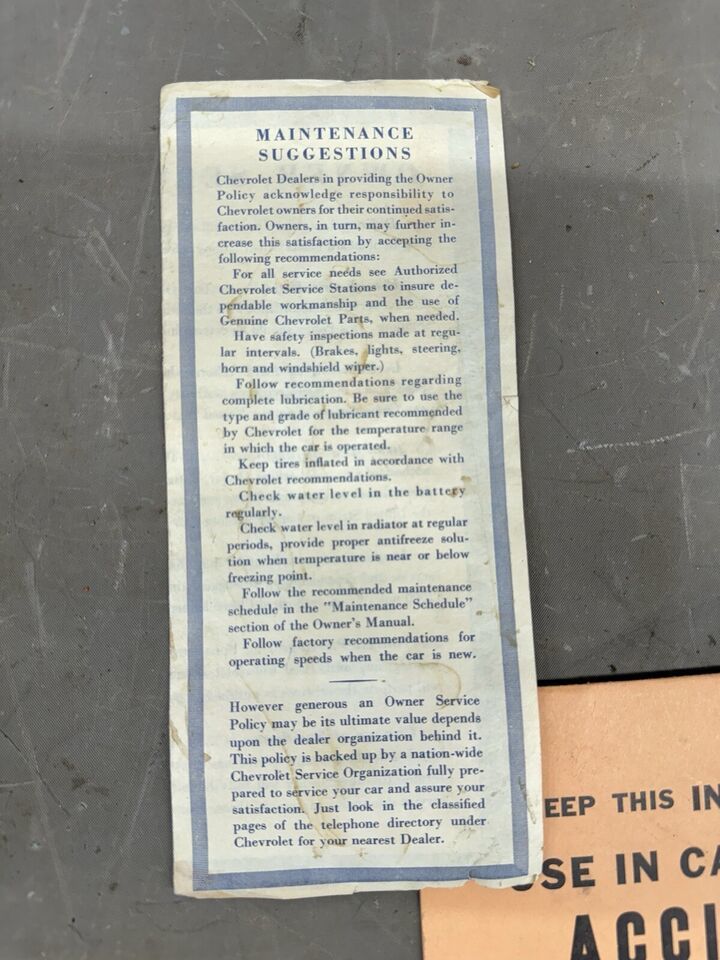 MAINTENANCE
SUGGESTIONS
Chevrolet Dealers in providing the Owner
Policy acknowledge responsibility to
Chevrolet owners for their continued satis-
faction. Owners, in turn, may further in-
crease this satisfaction by accepting the
following recommendations:
For all service needs see Authorized
Chevrolet Service Stations to insure de-
pendable workmanship and the use of
Genuine Chevrolet Parts, when needed.
Have safety inspections made at regu-
lar intervals. (Brakes, lights, steering,
horn and windshield wiper.)
Follow recommendations regarding
complete lubrication. Be sure to use the
type and grade of lubricant recommended
by Chevrolet for the temperature range
in which the car is operated.
Keep tires inflated in accordance with
Chevrolet recommendations.
Check water level in the battery
regularly.
Check water level in radiator at regular
periods, provide proper antifreeze solu-
tion when temperature is near or below
freezing point.
Follow the recommended maintenance
schedule in the "Maintenance Schedule"
section of the Owner's Manual.
Follow factory recommendations for
operating speeds when the car is new.
However generous an Owner Service
Policy may be its ultimate value depends
upon the dealer organization behind it.
This policy is backed up by a nation-wide
Chevrolet Service Organization fully pre-
pared to service your car and assure your
satisfaction. Just look in the classified
pages of the telephone directory under
Chevrolet for your nearest Dealer.
EEP THIS IN
USE IN CA
ACCI